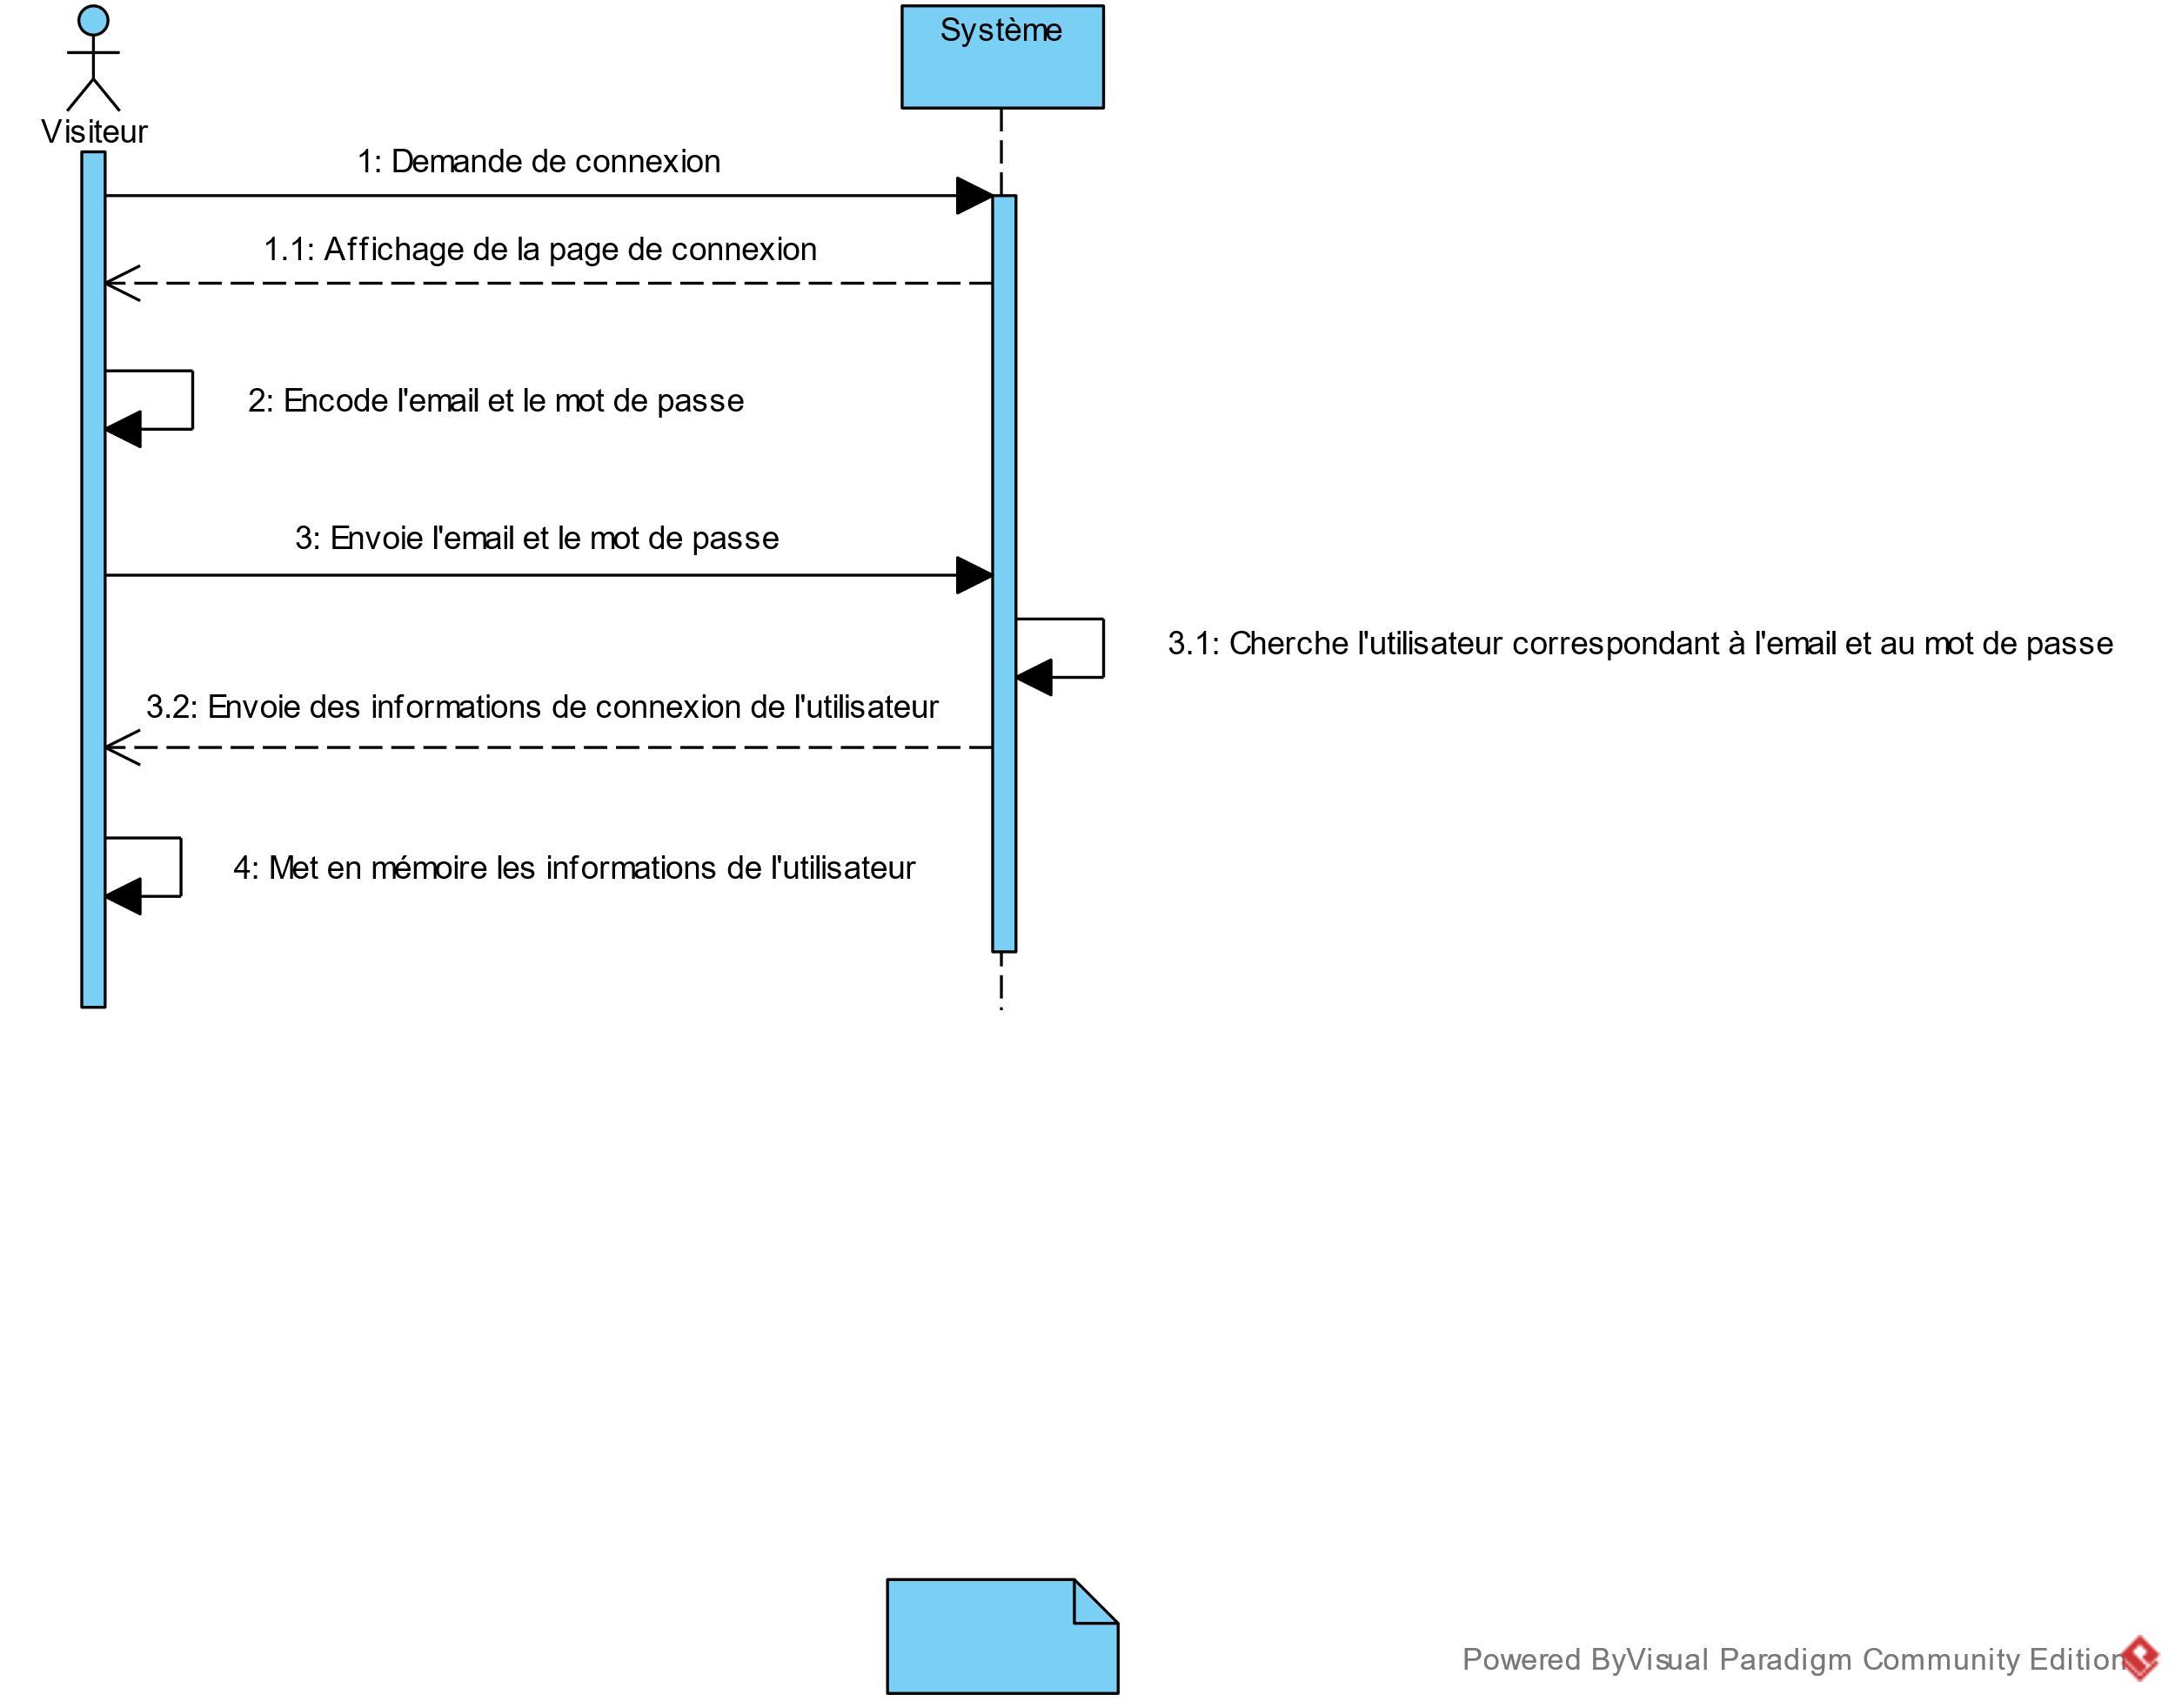 Visiteur
Système
1: Demande de connexion
1.1: Affichage de la page de connexion
2: Encode l'email et le mot de passe
3: Envoie l'email et le mot de passe
3.1: Cherche l'utilisateur correspondant à l'email et au mot de passe
3.2: Envoie des informations de connexion de l'utilisateur
4: Met en mémoire les informations de l'utilisateur
Powered ByVisual Paradigm Community Edition